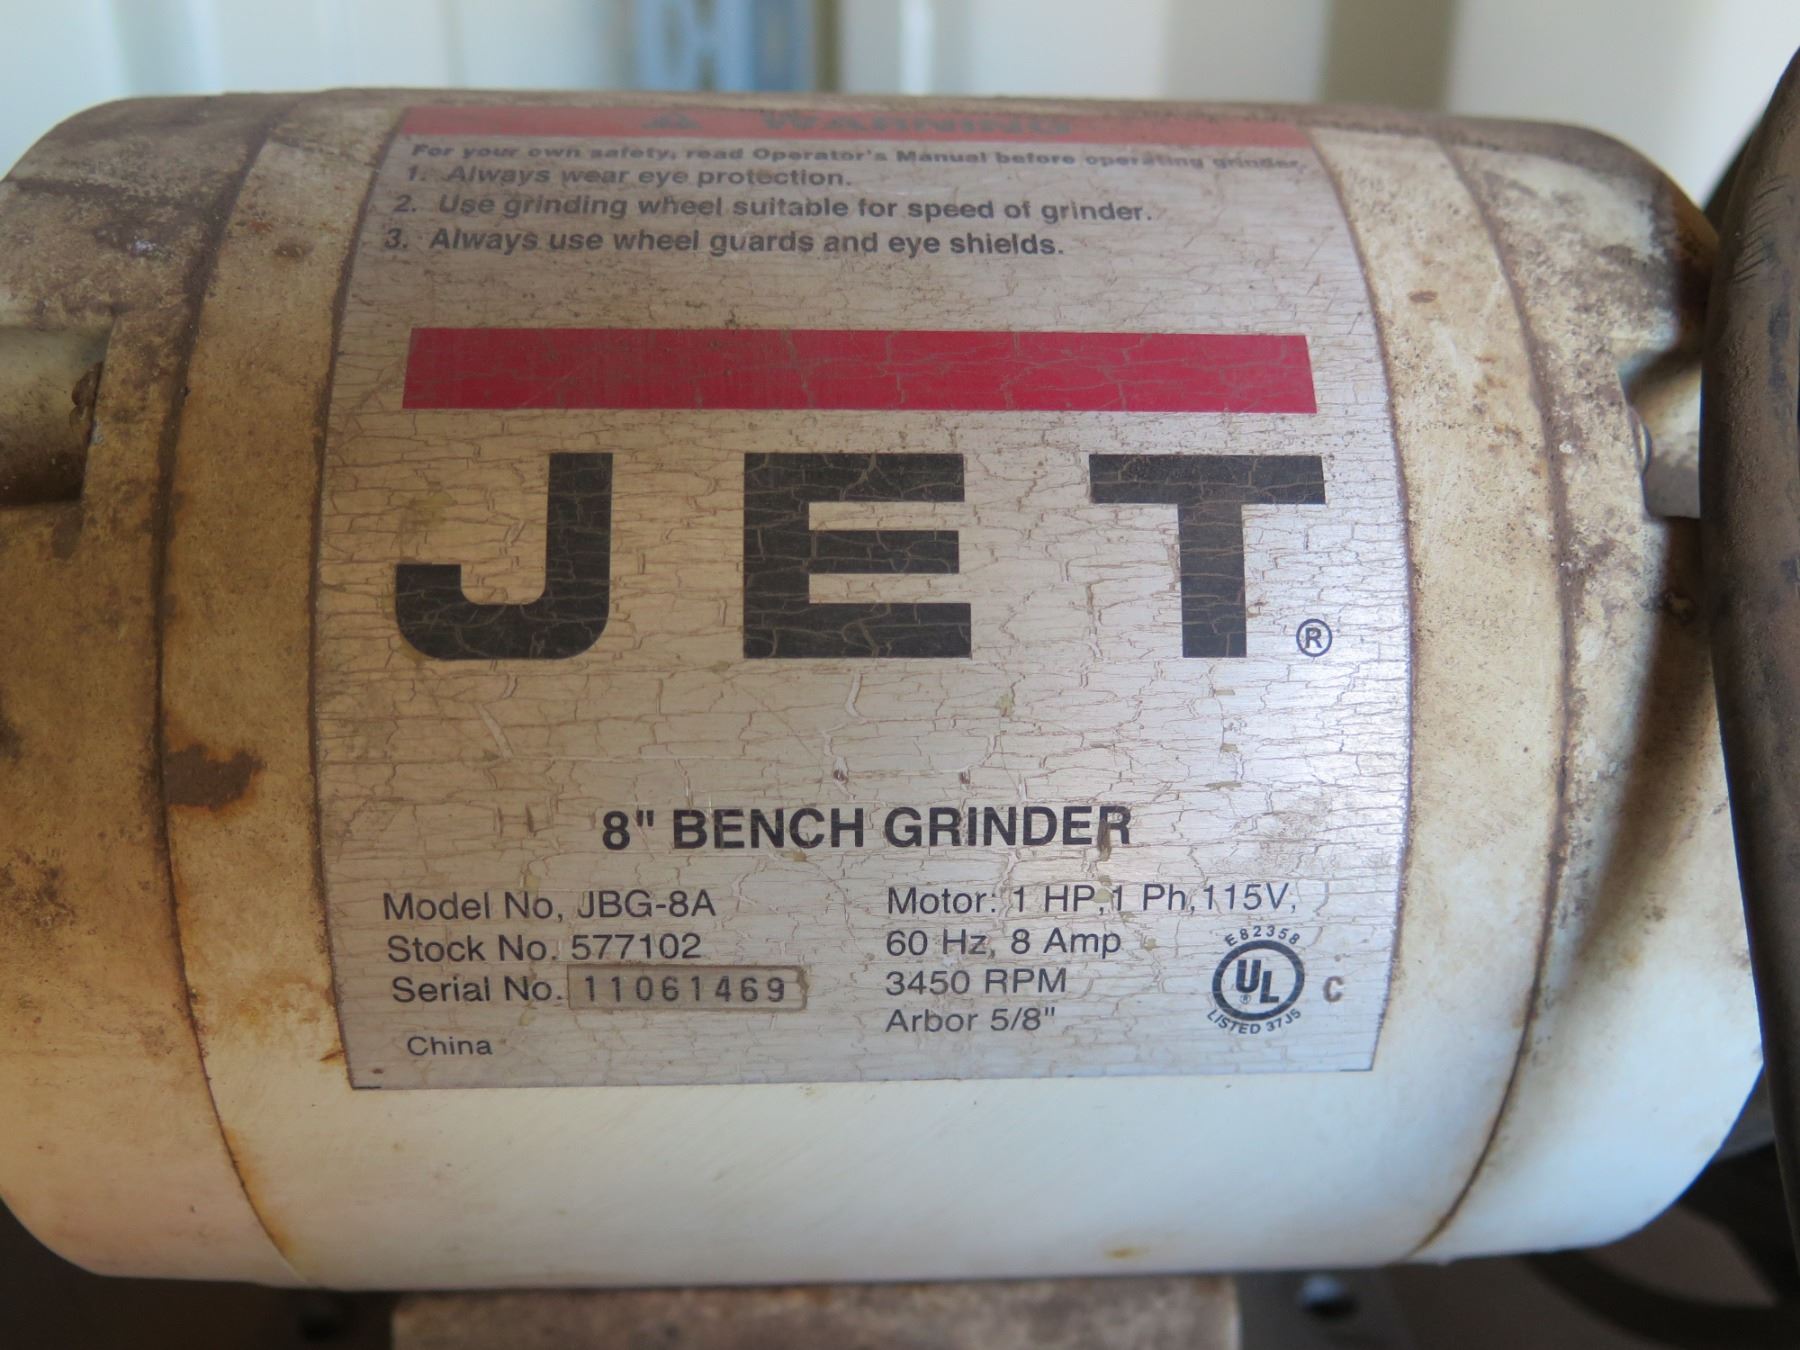 ⚠ WARNING
For your own safety, read Operator's Manual before operating grinder.
1. Always wear eye protection.
2. Use grinding wheel suitable for speed of grinder.
3. Always use wheel guards and eye shields.
JET®
8" BENCH GRINDER
Model No, JBG-8A
Stock No. 577102
Serial No. 11061469
China
Motor: 1 HP, 1 Ph, 115V,
60 Hz, 8 Amp
3450 RPM
Arbor 5/8"
E82358
UL® C
LISTED 37J5